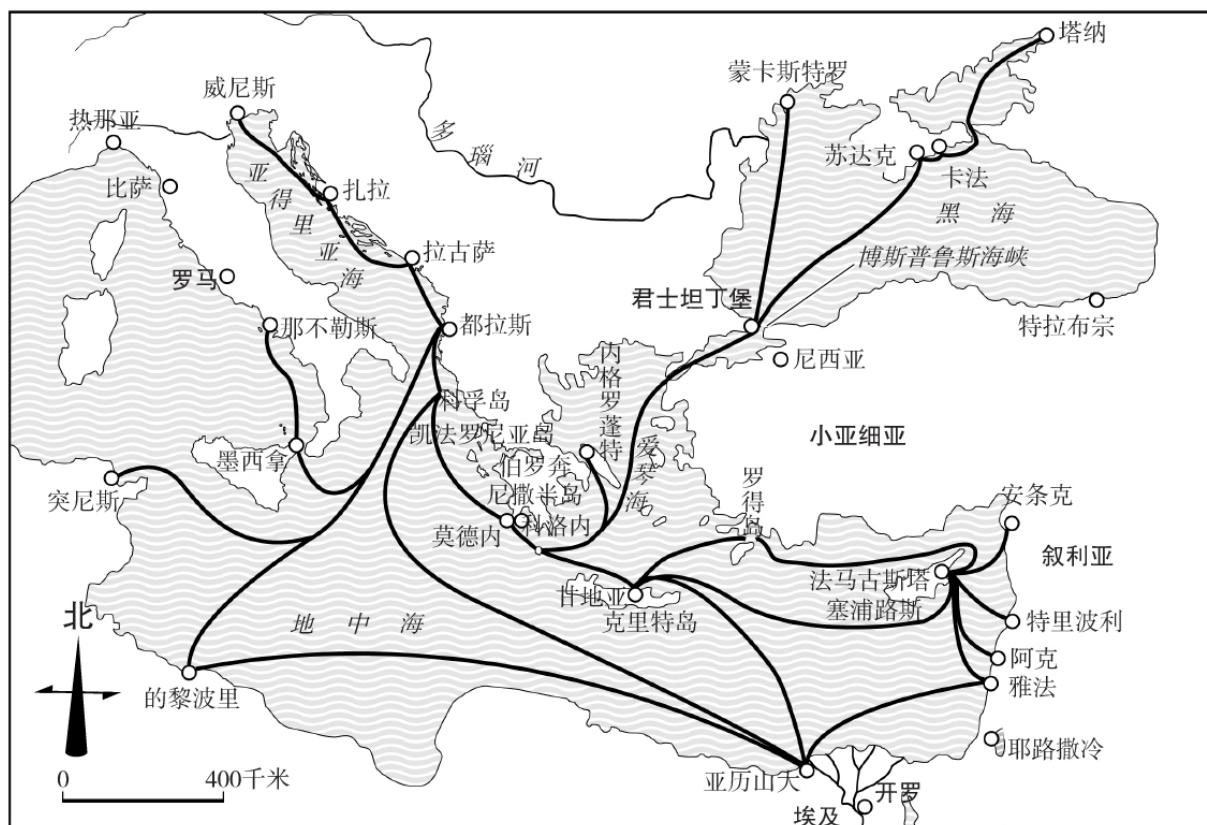 塔纳
蒙卡斯特罗
威尼斯
热那亚
多瑙河
苏达克
卡法
比萨
亚得里亚海
扎拉
黑海
拉古萨
博斯普鲁斯海峡
罗马
君士坦丁堡
特拉布宗
那不勒斯
都拉斯
尼西亚
内格罗蓬特
科孚岛
凯法罗尼亚岛
小亚细亚
爱琴海
墨西拿
伯罗奔
尼撒半岛
突尼斯
罗得岛
安条克
莫德内
科洛内
叙利亚
法马古斯塔
甘地亚
塞浦路斯
北
地中海
克里特岛
特里波利
阿克
的黎波里
雅法
耶路撒冷
0
400千米
亚历山大
开罗
埃及